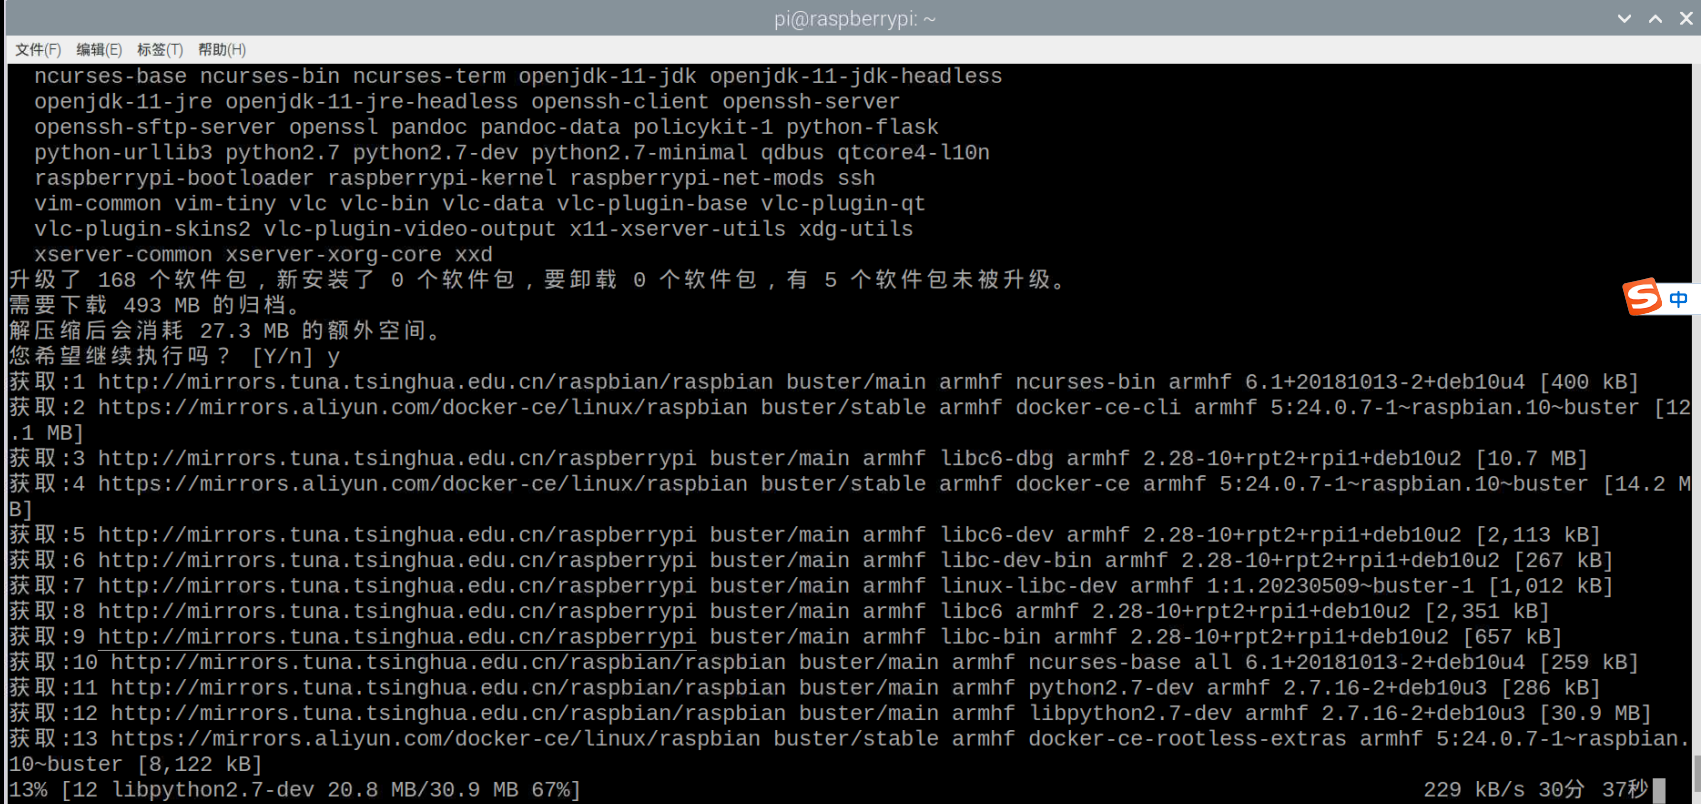 pi@raspberrypi: ~
文件(F) 编辑(E) 标签(T) 帮助(H)
ncurses-base ncurses-bin ncurses-term openjdk-11-jdk openjdk-11-jdk-headless
openjdk-11-jre openjdk-11-jre-headless openssh-client openssh-server
openssh-sftp-server openssl pandoc pandoc-data policykit-1 python-flask
python-urllib3 python2.7 python2.7-dev python2.7-minimal qdbus qtcore4-l10n
raspberrypi-bootloader raspberrypi-kernel raspberrypi-net-mods ssh
vim-common vim-tiny vlc vlc-bin vlc-data vlc-plugin-base vlc-plugin-qt
vlc-plugin-skins2 vlc-plugin-video-output x11-xserver-utils xdg-utils
xserver-common xserver-xorg-core xxd
升级了 168 个软件包，新安装了 0 个软件包，要卸载 0 个软件包，有 5 个软件包未被升级。
需要下载 493 MB 的归档。
解压缩后会消耗 27.3 MB 的额外空间。
您希望继续执行吗？ [Y/n] y
获取:1 http://mirrors.tuna.tsinghua.edu.cn/raspbian/raspbian buster/main armhf ncurses-bin armhf 6.1+20181013-2+deb10u4 [400 kB]
获取:2 https://mirrors.aliyun.com/docker-ce/linux/raspbian buster/stable armhf docker-ce-cli armhf 5:24.0.7-1~raspbian.10~buster [12
.1 MB]
获取:3 http://mirrors.tuna.tsinghua.edu.cn/raspberrypi buster/main armhf libc6-dbg armhf 2.28-10+rpt2+rpi1+deb10u2 [10.7 MB]
获取:4 https://mirrors.aliyun.com/docker-ce/linux/raspbian buster/stable armhf docker-ce armhf 5:24.0.7-1~raspbian.10~buster [14.2 M
B]
获取:5 http://mirrors.tuna.tsinghua.edu.cn/raspberrypi buster/main armhf libc6-dev armhf 2.28-10+rpt2+rpi1+deb10u2 [2,113 kB]
获取:6 http://mirrors.tuna.tsinghua.edu.cn/raspberrypi buster/main armhf libc-dev-bin armhf 2.28-10+rpt2+rpi1+deb10u2 [267 kB]
获取:7 http://mirrors.tuna.tsinghua.edu.cn/raspberrypi buster/main armhf linux-libc-dev armhf 1:1.20230509~buster-1 [1,012 kB]
获取:8 http://mirrors.tuna.tsinghua.edu.cn/raspberrypi buster/main armhf libc6 armhf 2.28-10+rpt2+rpi1+deb10u2 [2,351 kB]
获取:9 http://mirrors.tuna.tsinghua.edu.cn/raspberrypi buster/main armhf libc-bin armhf 2.28-10+rpt2+rpi1+deb10u2 [657 kB]
获取:10 http://mirrors.tuna.tsinghua.edu.cn/raspbian/raspbian buster/main armhf ncurses-base all 6.1+20181013-2+deb10u4 [259 kB]
获取:11 http://mirrors.tuna.tsinghua.edu.cn/raspbian/raspbian buster/main armhf python2.7-dev armhf 2.7.16-2+deb10u3 [286 kB]
获取:12 http://mirrors.tuna.tsinghua.edu.cn/raspbian/raspbian buster/main armhf libpython2.7-dev armhf 2.7.16-2+deb10u3 [30.9 MB]
获取:13 https://mirrors.aliyun.com/docker-ce/linux/raspbian buster/stable armhf docker-ce-rootless-extras armhf 5:24.0.7-1~raspbian.
10~buster [8,122 kB]
13% [12 libpython2.7-dev 20.8 MB/30.9 MB 67%] 229 kB/s 30分 37秒
S 中